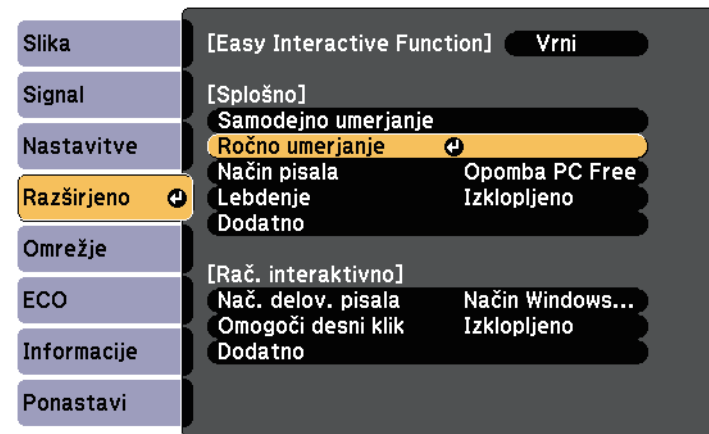 Slika
Signal
Nastavitve
Razširjeno
Omrežje
ECO
Informacije
Ponastavi
[Easy Interactive Function] Vrni
[Splošno]
Samodejno umerjanje
Ročno umerjanje
Način pisala Opomba PC Free
Lebdenje Izklopljeno
Dodatno
[Rač. interaktivno]
Nač. delov. pisala Način Windows...
Omogoči desni klik Izklopljeno
Dodatno